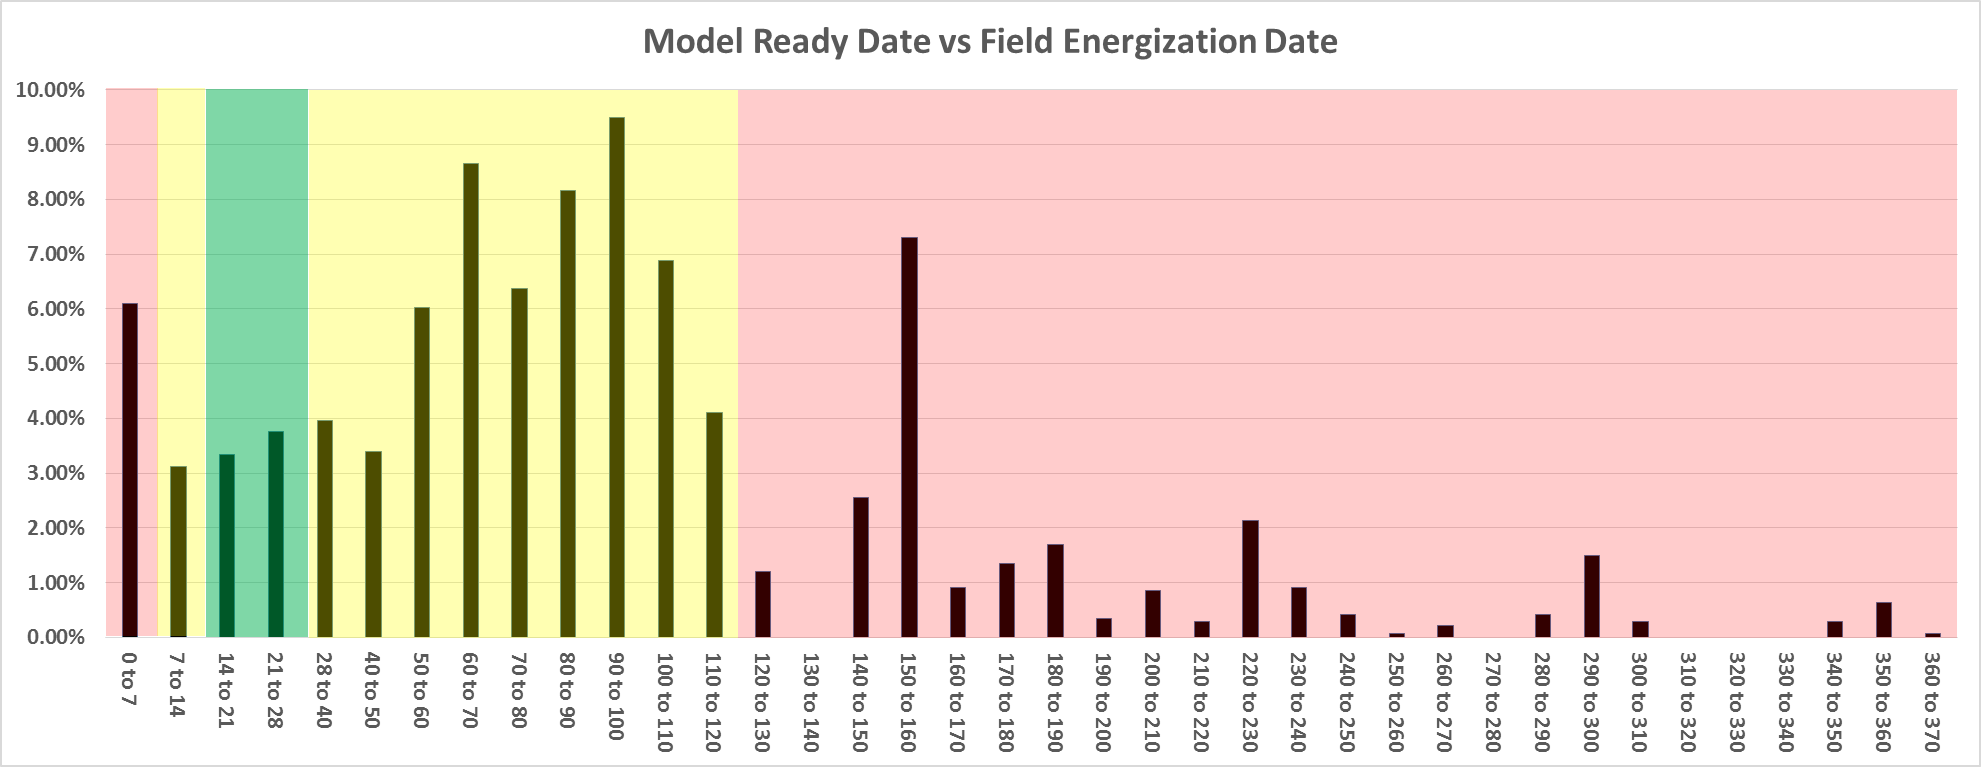 Model Ready Date vs Field Energization Date
10.00%
9.00%
8.00%
7.00%
6.00%
5.00%
4.00%
3.00%
2.00%
1.00%
0.00%
0 to 7
7 to 14
14 to 21
21 to 28
28 to 40
40 to 50
50 to 60
60 to 70
70 to 80
80 to 90
90 to 100
100 to 110
110 to 120
120 to 130
130 to 140
140 to 150
150 to 160
160 to 170
170 to 180
180 to 190
190 to 200
200 to 210
210 to 220
220 to 230
230 to 240
240 to 250
250 to 260
260 to 270
270 to 280
280 to 290
290 to 300
300 to 310
310 to 320
320 to 330
330 to 340
340 to 350
350 to 360
360 to 370